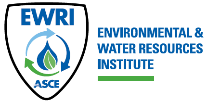 EWRI
ASCE
ENVIRONMENTAL &
WATER RESOURCES
INSTITUTE